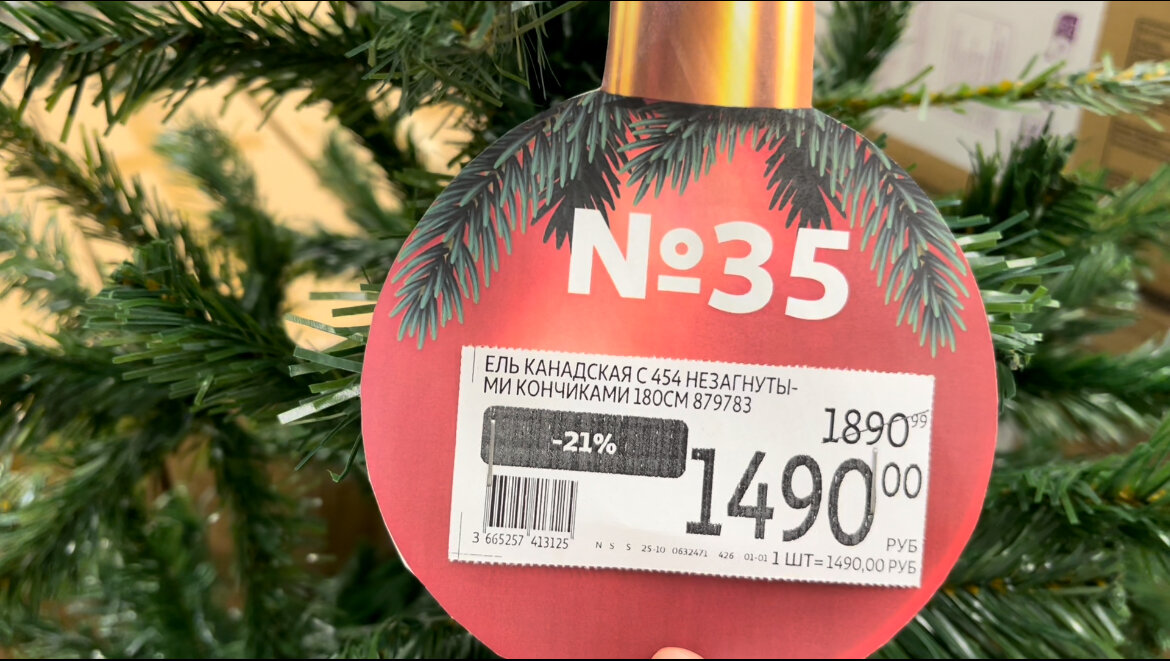 №35
ЕЛЬ КАНАДСКАЯ С 454 НЕЗАГНУТЫ-
МИ КОНЧИКАМИ 180СМ 879783
1890 99
-21%
1490 00
РУБ
3 665257 413125
N S S 25-10 0632471 426 01-01 1 ШТ=1490,00 РУБ